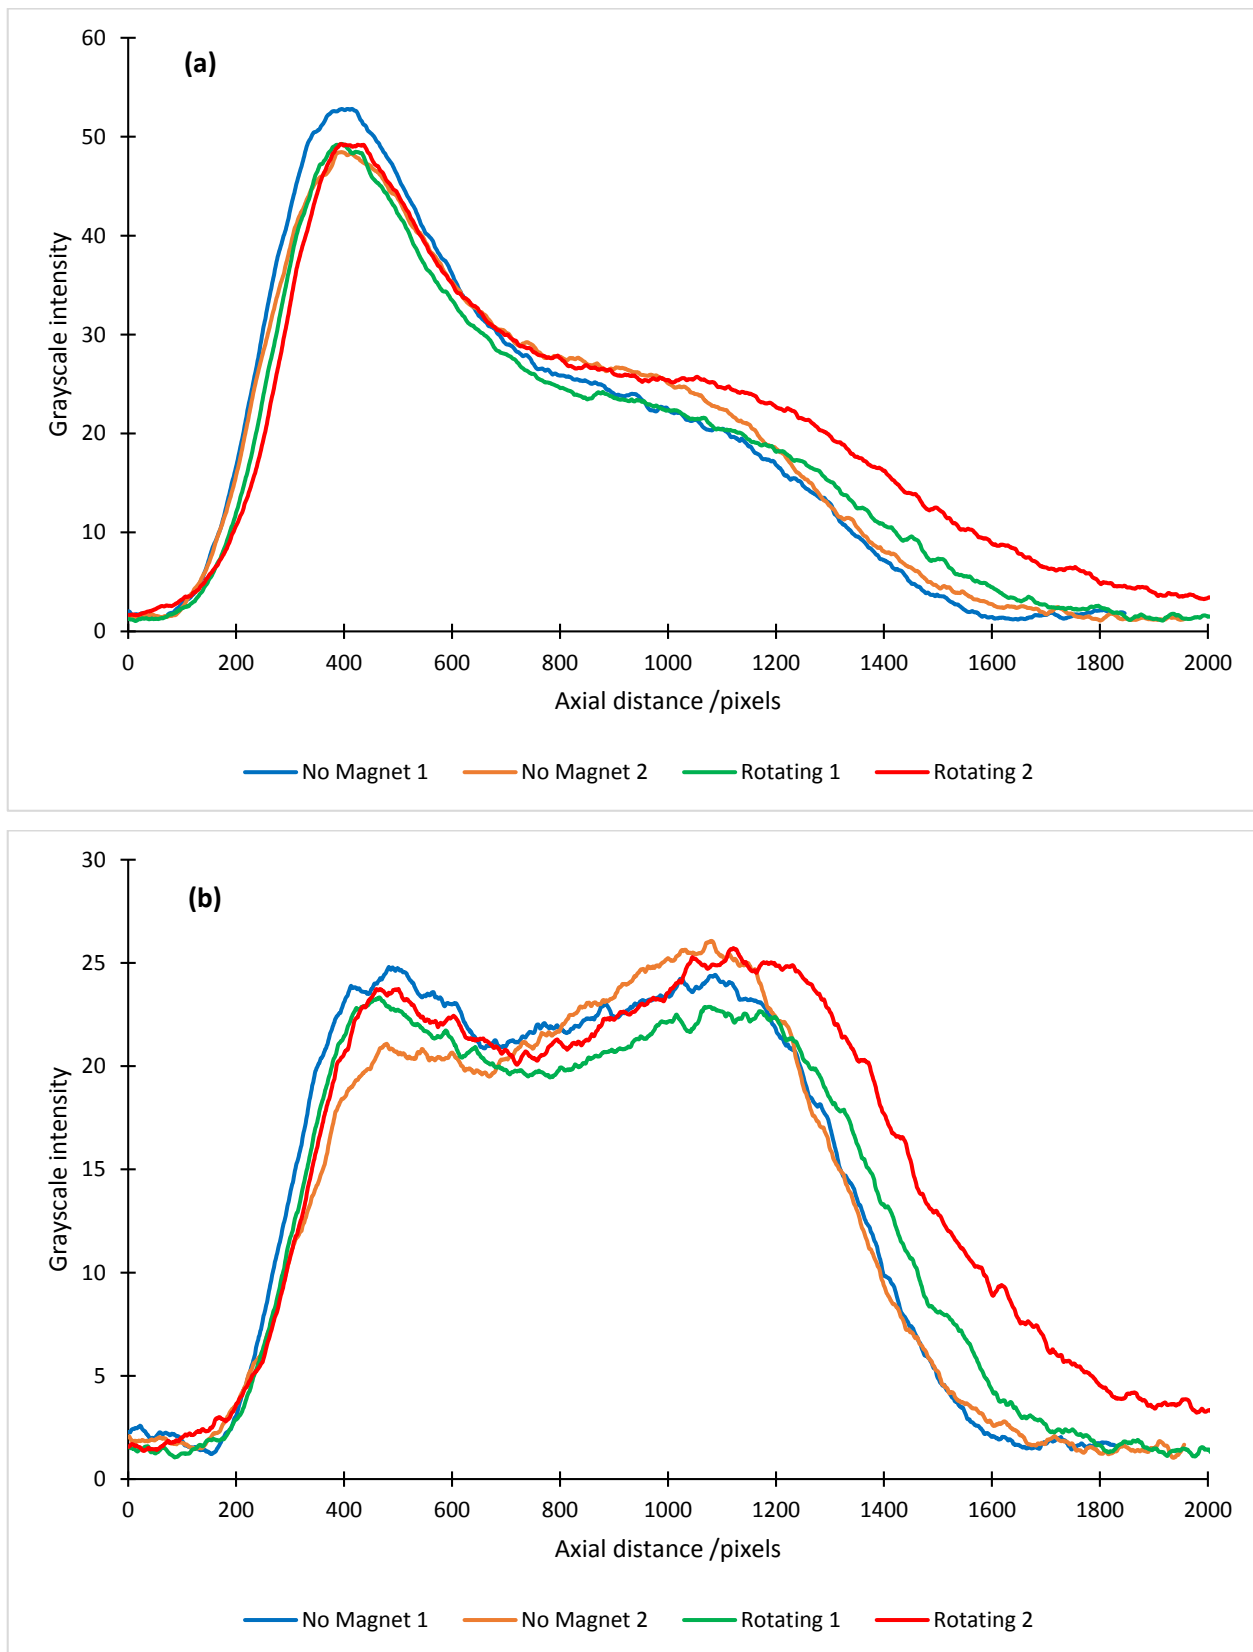 (a)
Grayscale intensity
60
50
40
30
20
10
0
0 200 400 600 800 1000 1200 1400 1600 1800 2000
Axial distance /pixels
No Magnet 1 No Magnet 2 Rotating 1 Rotating 2
(b)
Grayscale intensity
30
25
20
15
10
5
0
0 200 400 600 800 1000 1200 1400 1600 1800 2000
Axial distance /pixels
No Magnet 1 No Magnet 2 Rotating 1 Rotating 2